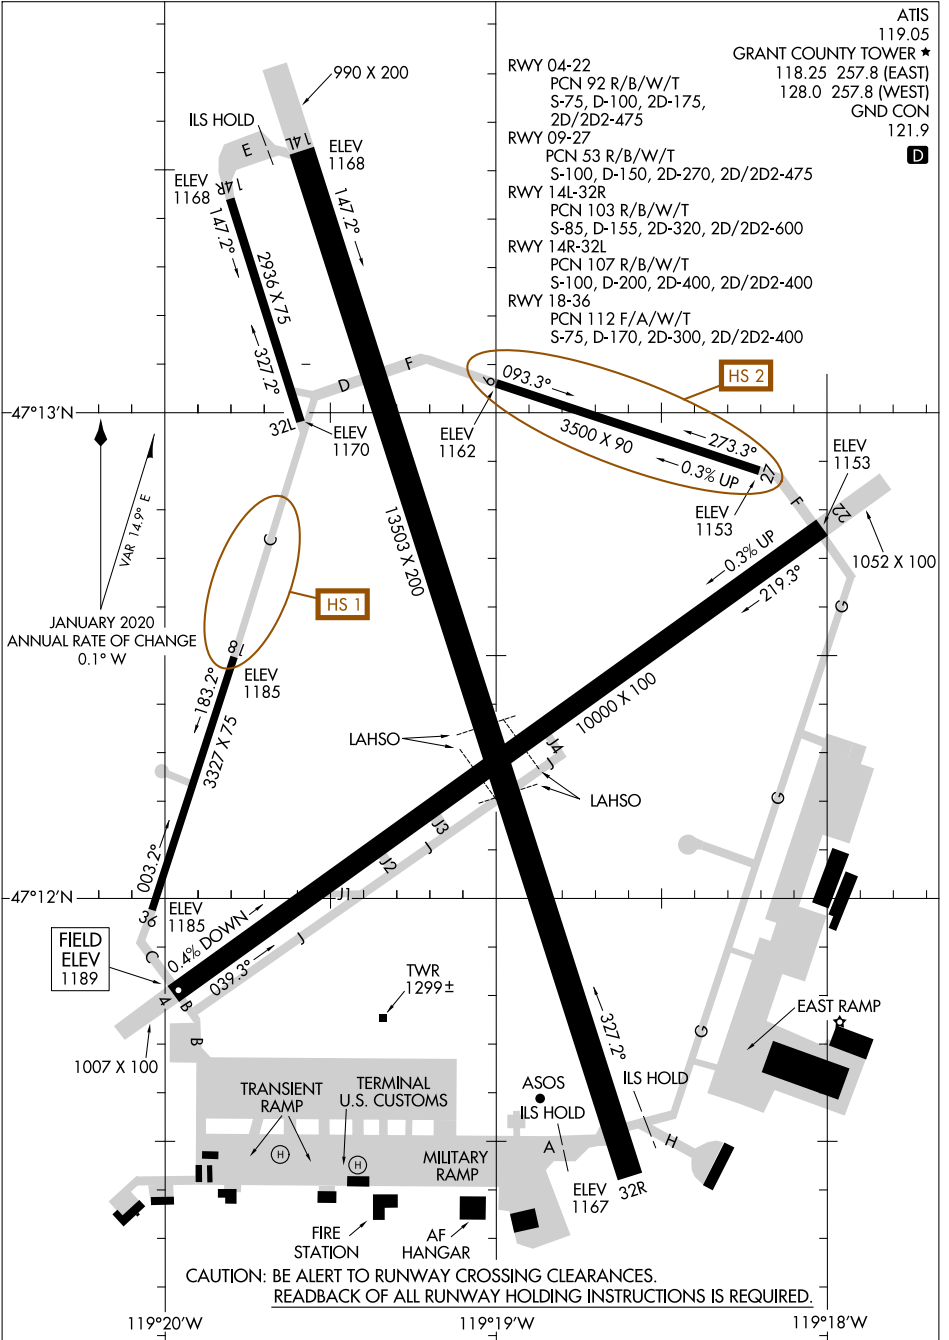 ATIS
119.05
GRANT COUNTY TOWER ★
118.25 257.8 (EAST)
128.0 257.8 (WEST)
GND CON
121.9
D
RWY 04-22
PCN 92 R/B/W/T
S-75, D-100, 2D-175,
2D/2D2-475
RWY 09-27
PCN 53 R/B/W/T
S-100, D-150, 2D-270, 2D/2D2-475
RWY 14L-32R
PCN 103 R/B/W/T
S-85, D-155, 2D-320, 2D/2D2-600
RWY 14R-32L
PCN 107 R/B/W/T
S-100, D-200, 2D-400, 2D/2D2-400
RWY 18-36
PCN 112 F/A/W/T
S-75, D-170, 2D-300, 2D/2D2-400
990 X 200
ILS HOLD
E
14L
ELEV
1168
ELEV
1168
14R
147.2°
147.2°
2936 X 75
327.2°
D
F
9
093.3°
HS 2
47°13'N
32L
ELEV
1170
ELEV
1162
3500 X 90
273.3°
0.3% UP
27
ELEV
1153
ELEV
1153
F
22
1052 X 100
VAR 14.9° E
C
13503 X 200
0.3% UP
219.3°
HS 1
G
JANUARY 2020
ANNUAL RATE OF CHANGE
0.1° W
18
ELEV
1185
183.2°
3327 X 75
10000 X 100
LAHSO
J4
J
LAHSO
G
J3
J
J2
003.2°
J1
47°12'N
36
ELEV
1185
0.4% DOWN
J
039.3°
FIELD
ELEV
1189
C
4
B
B
1007 X 100
TWR
1299±
EAST RAMP
327.2°
G
TRANSIENT
RAMP
TERMINAL
U.S. CUSTOMS
ASOS
ILS HOLD
ILS HOLD
H
H
A
H
MILITARY
RAMP
ELEV
1167
32R
FIRE
STATION
AF
HANGAR
CAUTION: BE ALERT TO RUNWAY CROSSING CLEARANCES.
READBACK OF ALL RUNWAY HOLDING INSTRUCTIONS IS REQUIRED.
119°20'W
119°19'W
119°18'W